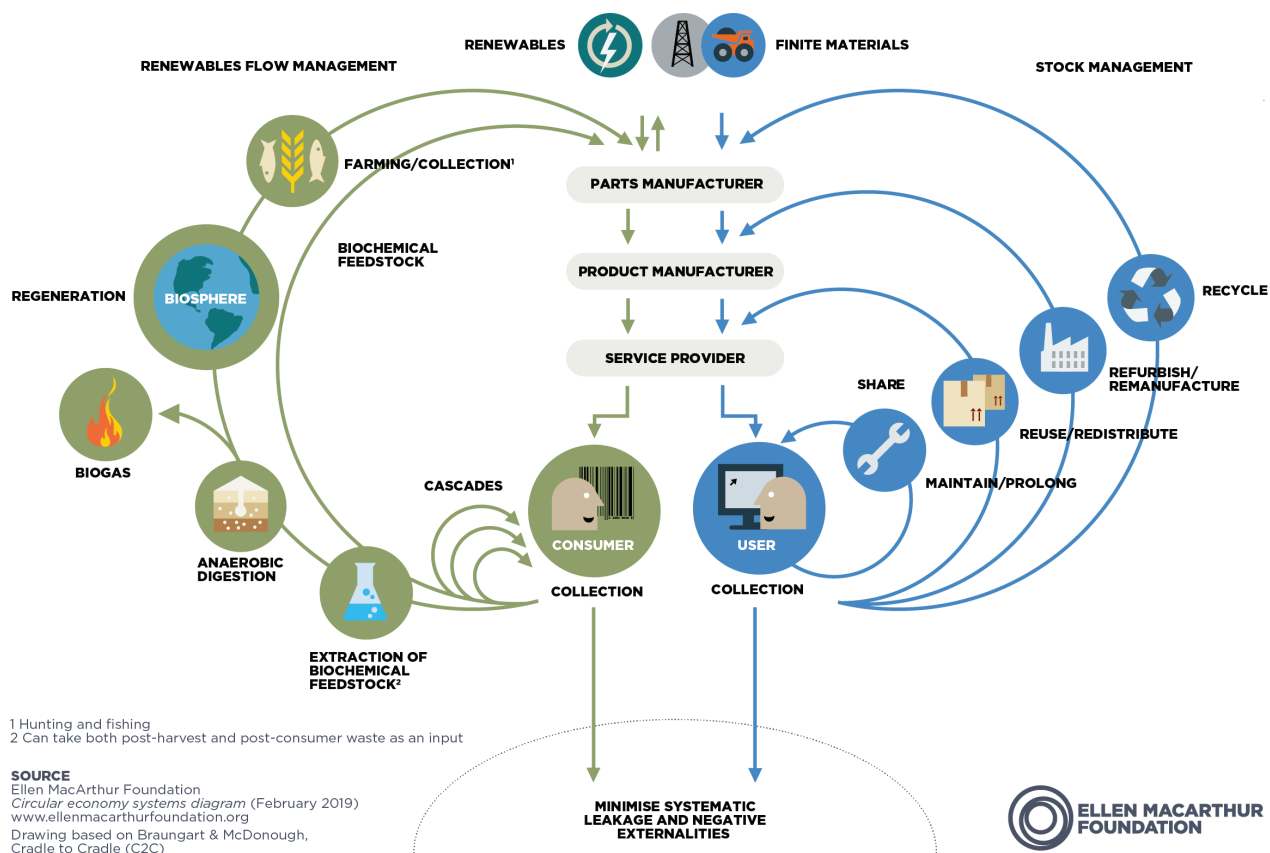 RENEWABLES
FINITE MATERIALS
RENEWABLES FLOW MANAGEMENT
STOCK MANAGEMENT
FARMING/COLLECTION¹
PARTS MANUFACTURER
BIOCHEMICAL
FEEDSTOCK
PRODUCT MANUFACTURER
REGENERATION
BIOSPHERE
RECYCLE
SERVICE PROVIDER
SHARE
REFURBISH/
REMANUFACTURE
REUSE/REDISTRIBUTE
BIOGAS
CASCADES
MAINTAIN/PROLONG
CONSUMER
USER
ANAEROBIC
DIGESTION
COLLECTION
COLLECTION
EXTRACTION OF
BIOCHEMICAL
FEEDSTOCK²
1 Hunting and fishing
2 Can take both post-harvest and post-consumer waste as an input
SOURCE
Ellen MacArthur Foundation
Circular economy systems diagram (February 2019)
www.ellenmacarthurfoundation.org
Drawing based on Braungart & McDonough,
Cradle to Cradle (C2C)
MINIMISE SYSTEMATIC
LEAKAGE AND NEGATIVE
EXTERNALITIES
ELLEN MACARTHUR
FOUNDATION